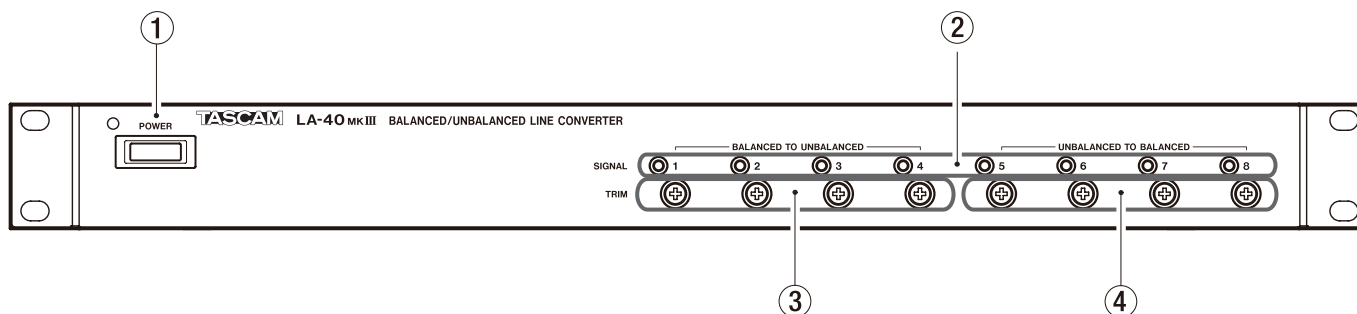 1
2
POWER
TASCAM LA-40 MKIII BALANCED/UNBALANCED LINE CONVERTER
BALANCED TO UNBALANCED
UNBALANCED TO BALANCED
SIGNAL 1 2 3 4 5 6 7 8
TRIM
3
4